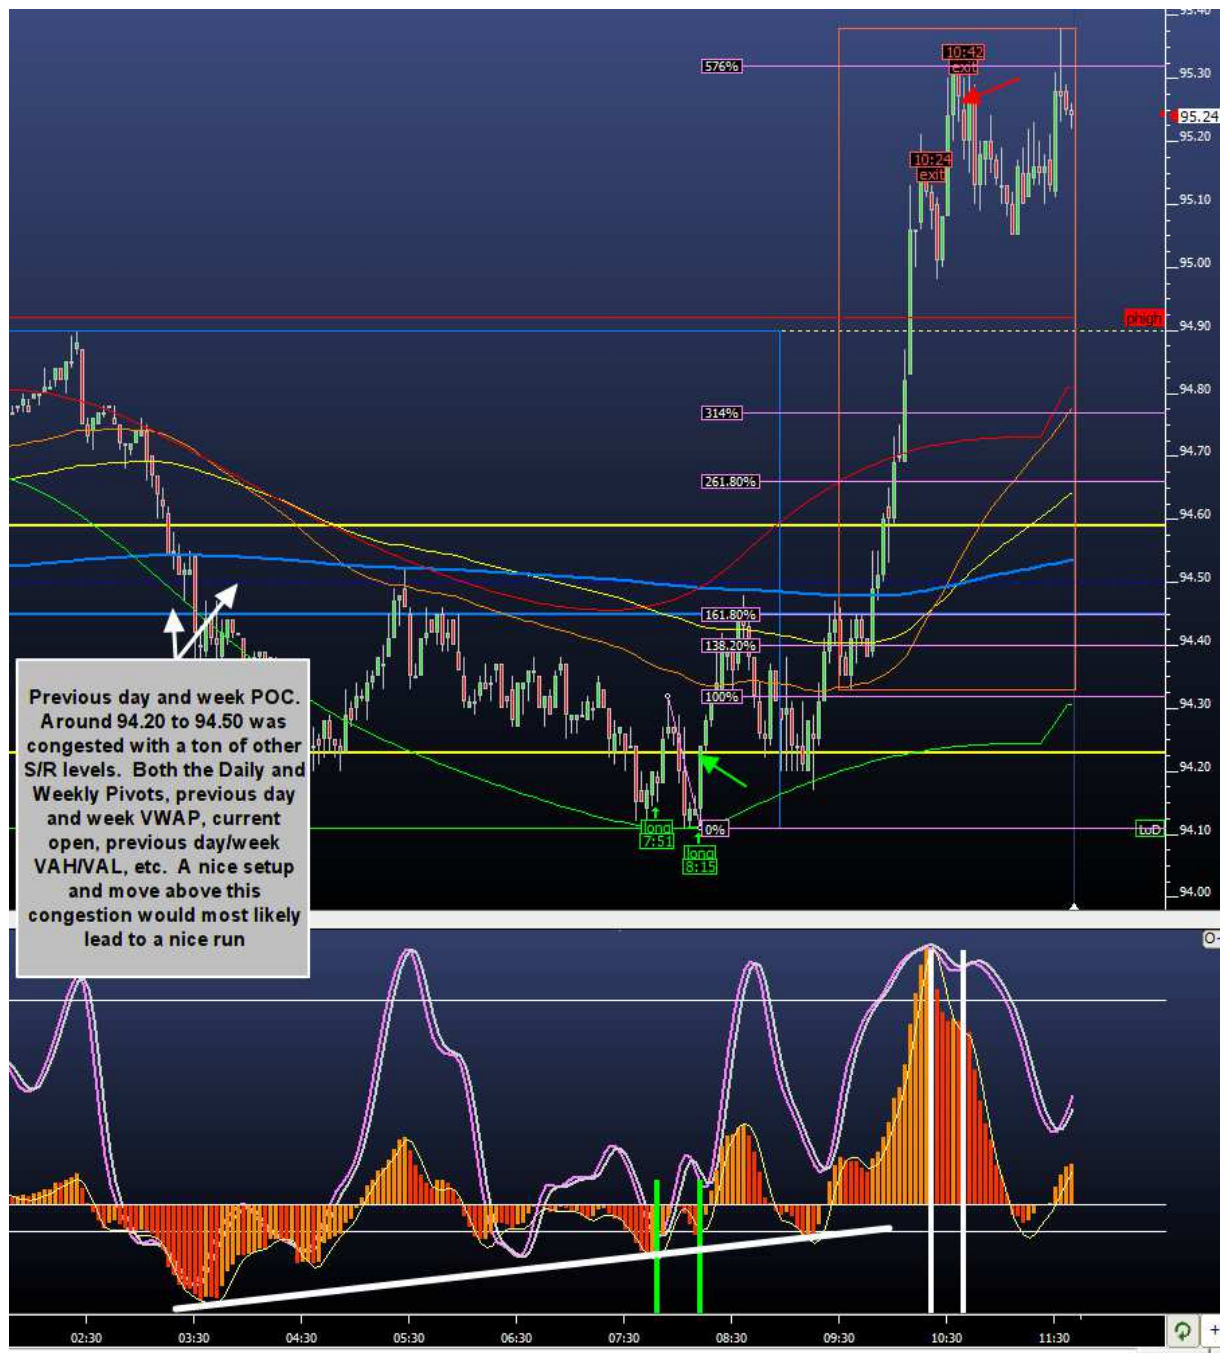 95.40
10:42
exit
576%
95.30
95.24
95.20
10:24
exit
95.10
95.00
phigh
94.90
94.80
314%
94.70
261.80%
94.60
94.50
161.80%
138.20%
94.40
100%
94.30
94.20
long
7:51
0%
LoD
94.10
long
8:15
94.00
Previous day and week POC.
Around 94.20 to 94.50 was
congested with a ton of other
S/R levels.  Both the Daily and
Weekly Pivots, previous day
and week VWAP, current
open, previous day/week
VAH/VAL, etc.  A nice setup
and move above this
congestion would most likely
lead to a nice run
02:30 03:30 04:30 05:30 06:30 07:30 08:30 09:30 10:30 11:30